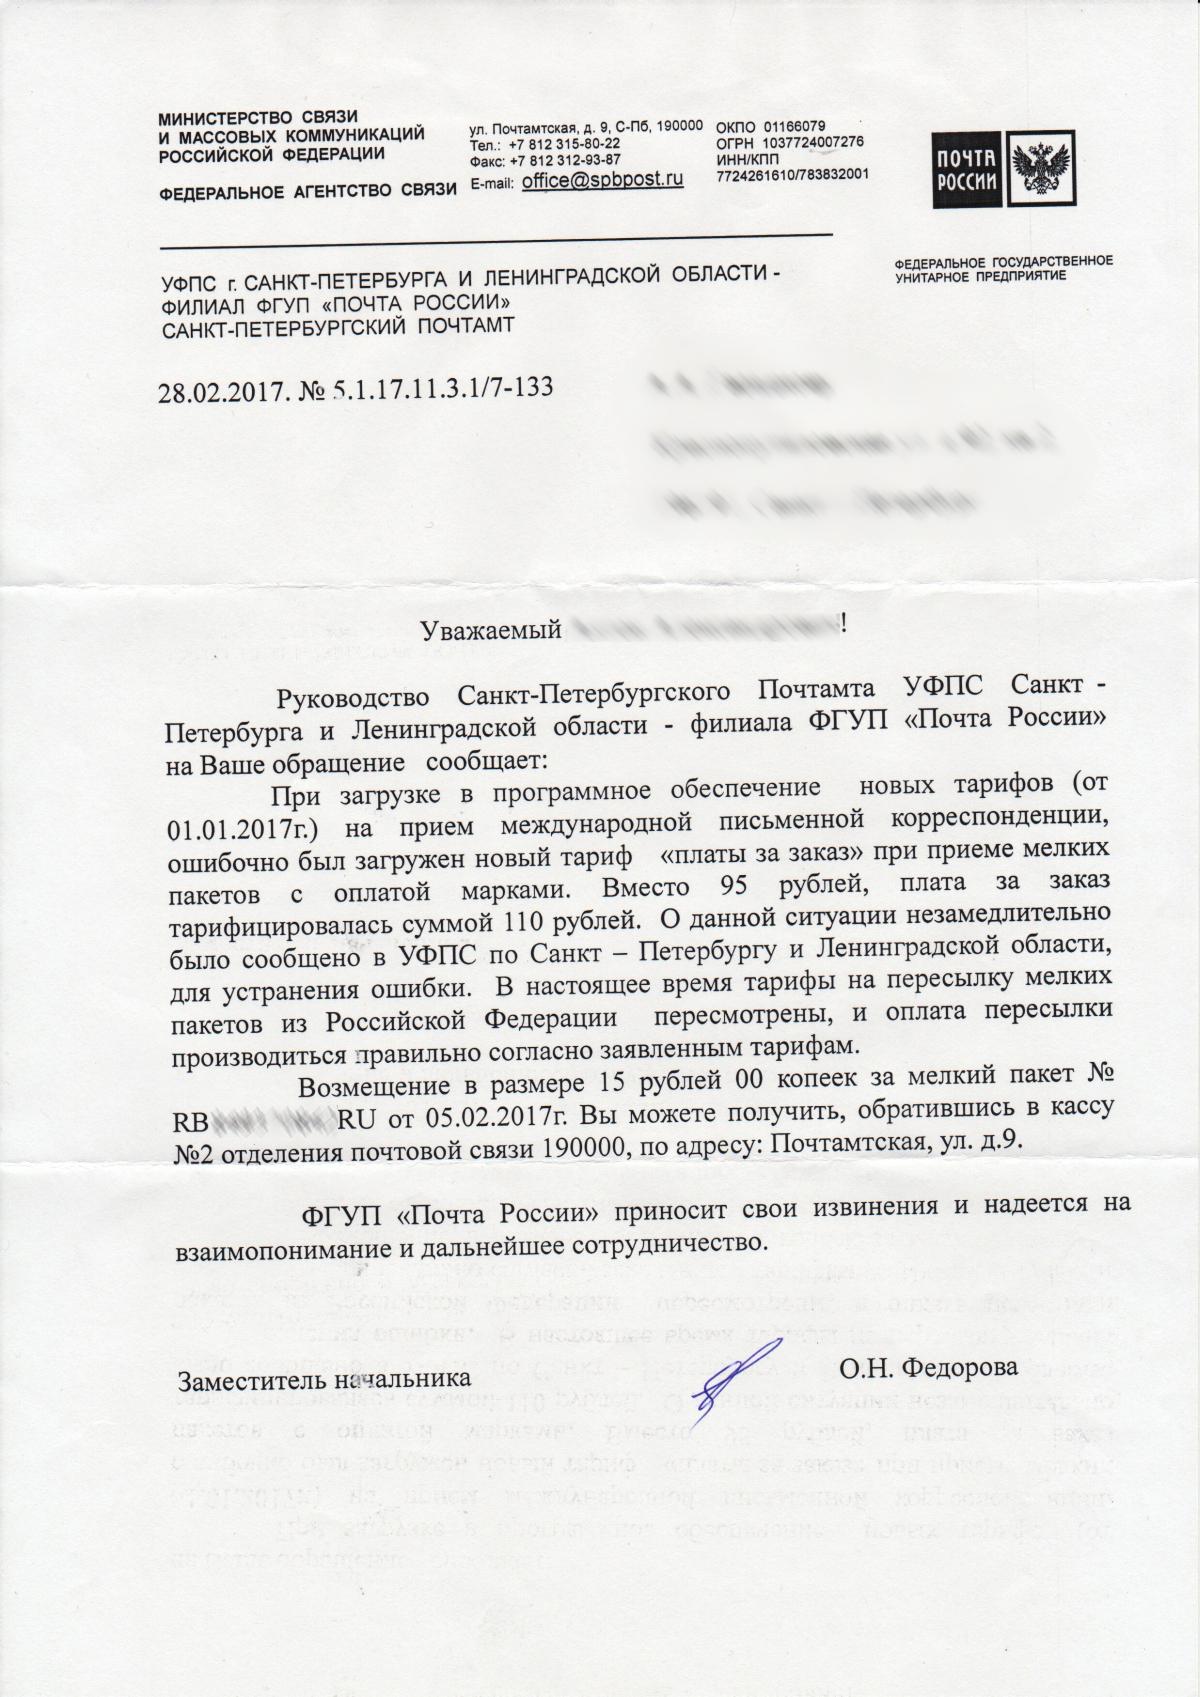 МИНИСТЕРСТВО СВЯЗИ
И МАССОВЫХ КОММУНИКАЦИЙ
РОССИЙСКОЙ ФЕДЕРАЦИИ
ФЕДЕРАЛЬНОЕ АГЕНТСТВО СВЯЗИ
ул. Почтамтская, д. 9, С-Пб, 190000
Тел.: +7 812 315-80-22
Факс: +7 812 312-93-87
E-mail: office@spbpost.ru
ОКПО 01166079
ОГРН 1037724007276
ИНН/КПП
7724261610/783832001
ПОЧТА
РОССИИ
ФЕДЕРАЛЬНОЕ ГОСУДАРСТВЕННОЕ
УНИТАРНОЕ ПРЕДПРИЯТИЕ
УФПС г. САНКТ-ПЕТЕРБУРГА И ЛЕНИНГРАДСКОЙ ОБЛАСТИ -
ФИЛИАЛ ФГУП «ПОЧТА РОССИИ»
САНКТ-ПЕТЕРБУРГСКИЙ ПОЧТАМТ
28.02.2017. № 5.1.17.11.3.1/7-133
Уважаемый !
Руководство Санкт-Петербургского Почтамта УФПС Санкт -
Петербурга и Ленинградской области - филиала ФГУП «Почта России»
на Ваше обращение сообщает:
При загрузке в программное обеспечение новых тарифов (от
01.01.2017г.) на прием международной письменной корреспонденции,
ошибочно был загружен новый тариф «платы за заказ» при приеме мелких
пакетов с оплатой марками. Вместо 95 рублей, плата за заказ
тарифицировалась суммой 110 рублей. О данной ситуации незамедлительно
было сообщено в УФПС по Санкт – Петербургу и Ленинградской области,
для устранения ошибки. В настоящее время тарифы на пересылку мелких
пакетов из Российской Федерации пересмотрены, и оплата пересылки
производиться правильно согласно заявленным тарифам.
Возмещение в размере 15 рублей 00 копеек за мелкий пакет №
RB RU от 05.02.2017г. Вы можете получить, обратившись в кассу
№2 отделения почтовой связи 190000, по адресу: Почтамтская, ул. д.9.
ФГУП «Почта России» приносит свои извинения и надеется на
взаимопонимание и дальнейшее сотрудничество.
Заместитель начальника
О.Н. Федорова